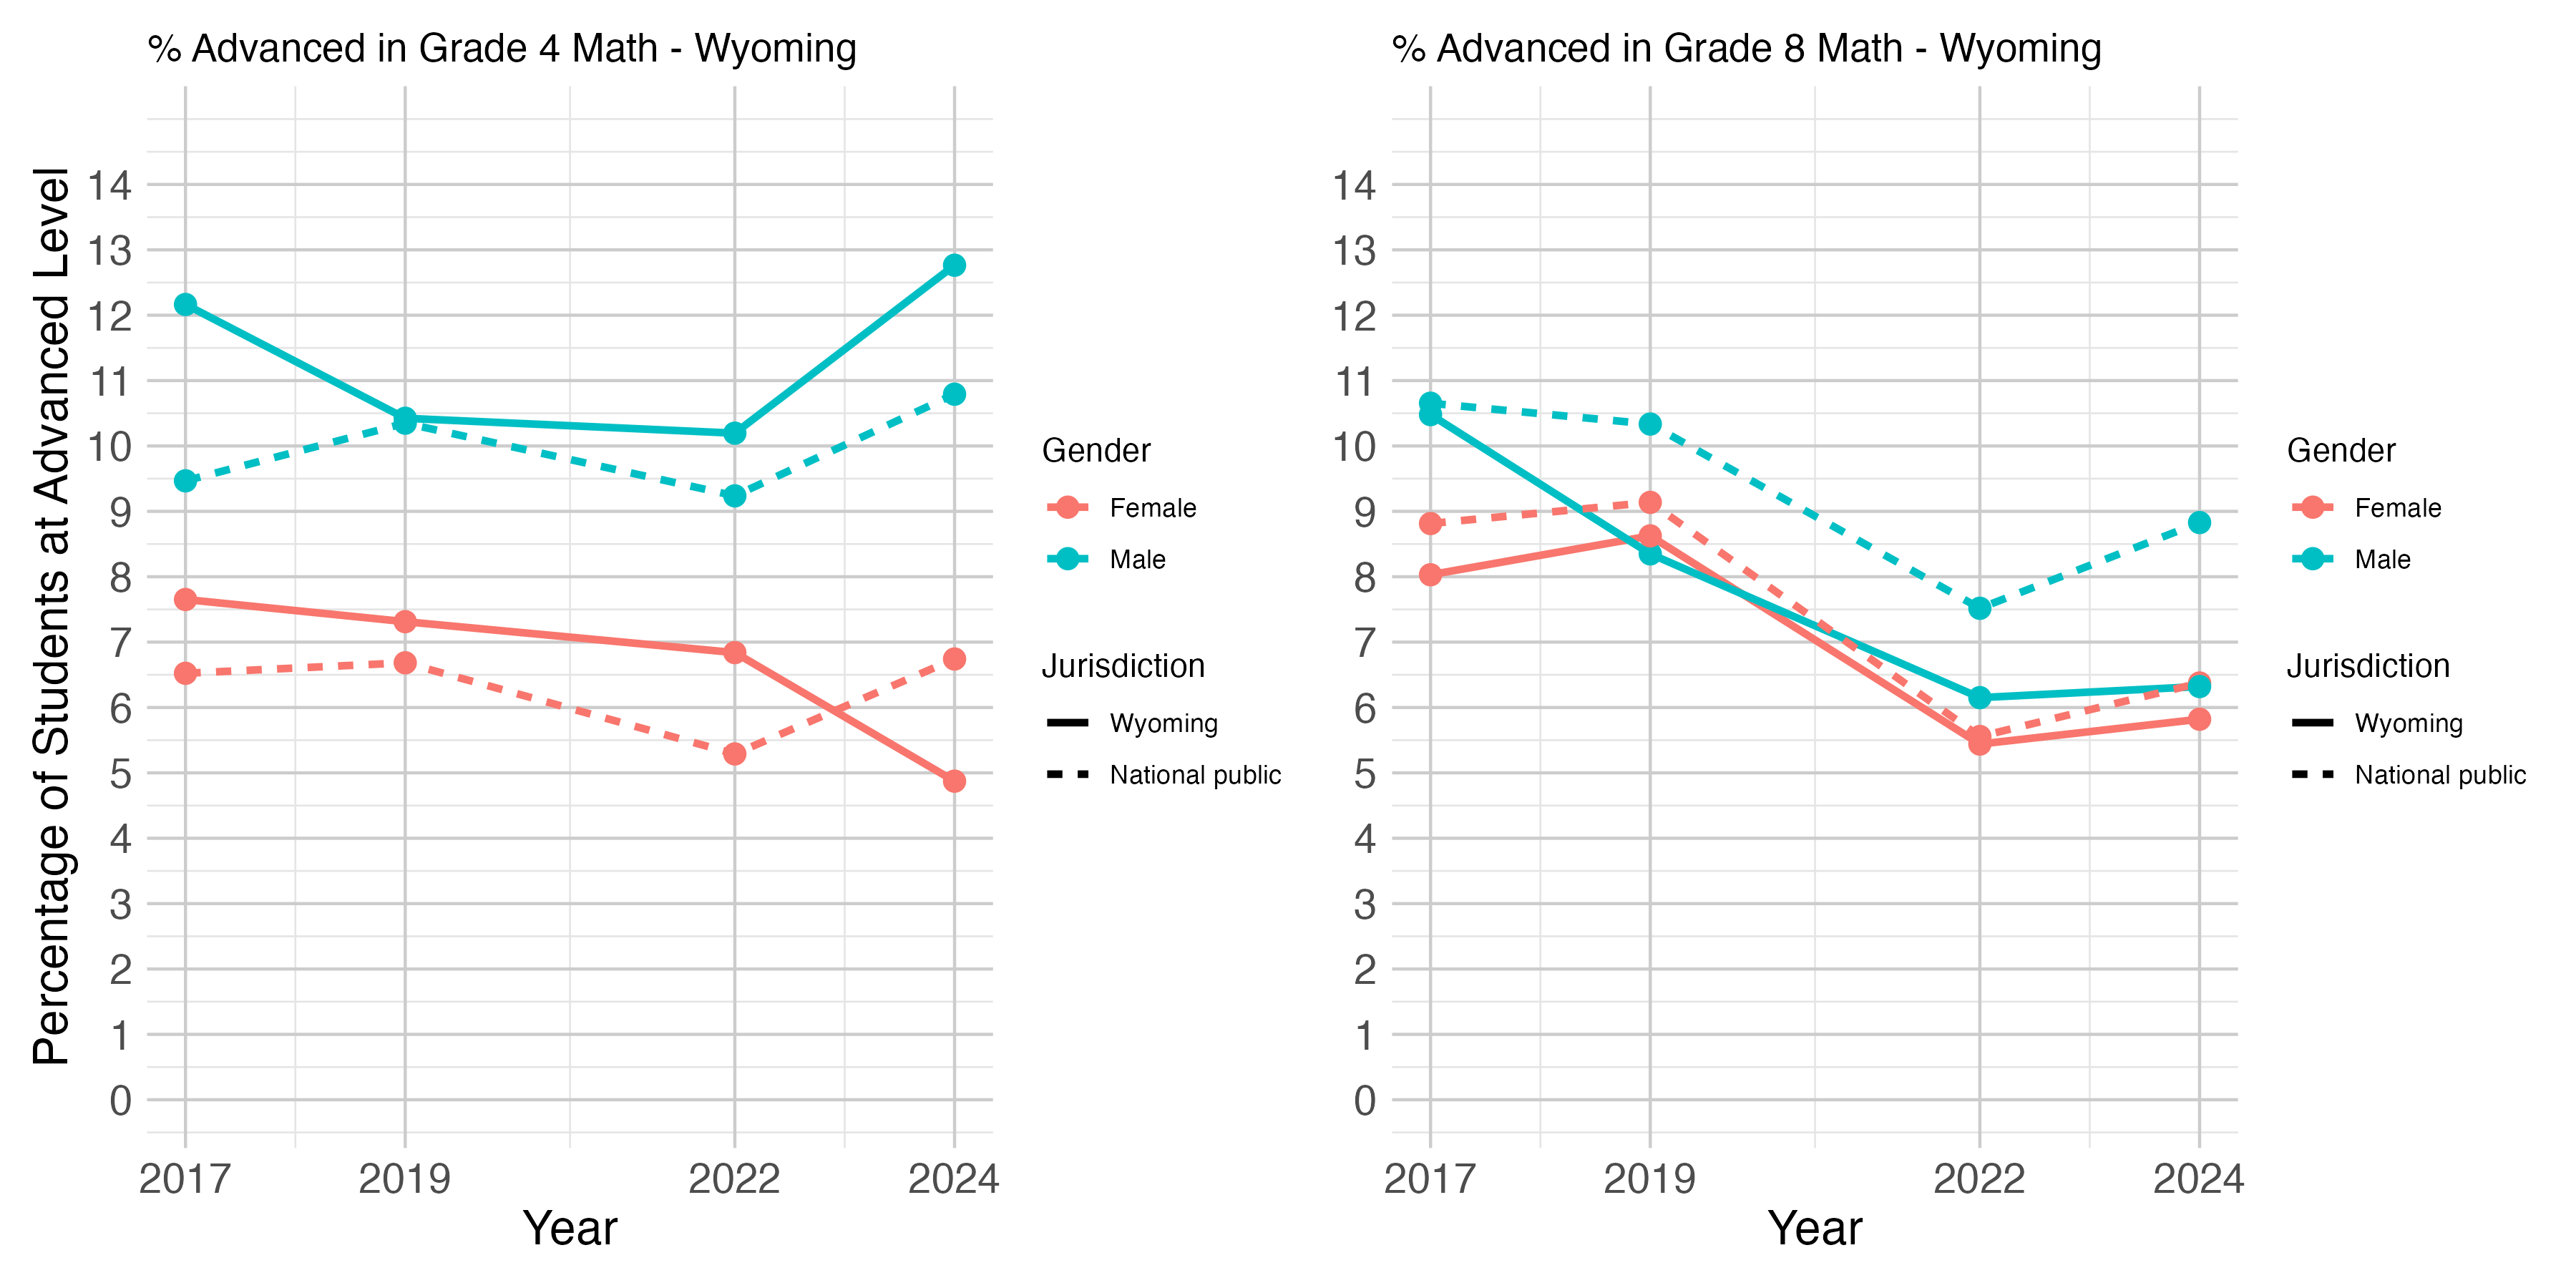 % Advanced in Grade 4 Math - Wyoming
Percentage of Students at Advanced Level
14
13
12
11
10
9
8
7
6
5
4
3
2
1
0
2017 2019 2022 2024
Year
Gender
Female
Male
Jurisdiction
Wyoming
National public
% Advanced in Grade 8 Math - Wyoming
14
13
12
11
10
9
8
7
6
5
4
3
2
1
0
2017 2019 2022 2024
Year
Gender
Female
Male
Jurisdiction
Wyoming
National public